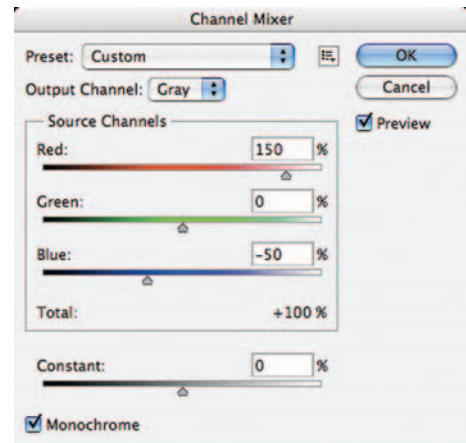 Channel Mixer
Preset: Custom
OK
Output Channel: Gray
Cancel
Source Channels
Preview
Red: 150 %
Green: 0 %
Blue: -50 %
Total: +100 %
Constant: 0 %
Monochrome